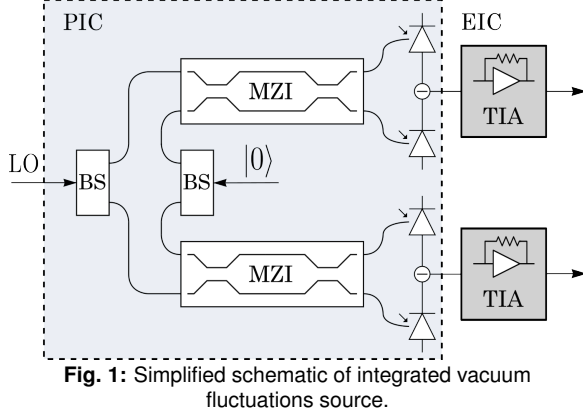 PIC
EIC
MZI
TIA
LO
BS
BS
|0⟩
MZI
TIA
Fig. 1: Simplified schematic of integrated vacuum
fluctuations source.